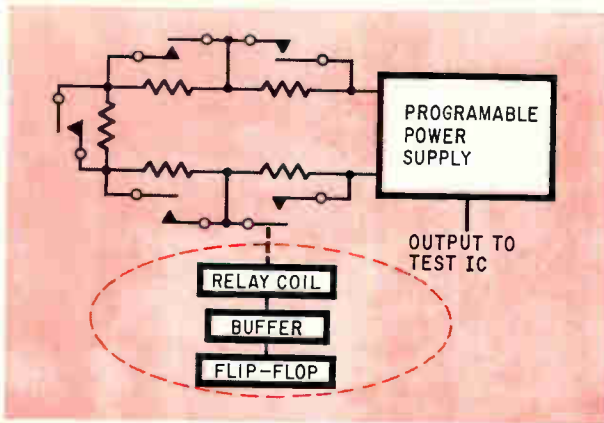 PROGRAMABLE
POWER
SUPPLY
OUTPUT TO
TEST IC
RELAY COIL
BUFFER
FLIP-FLOP